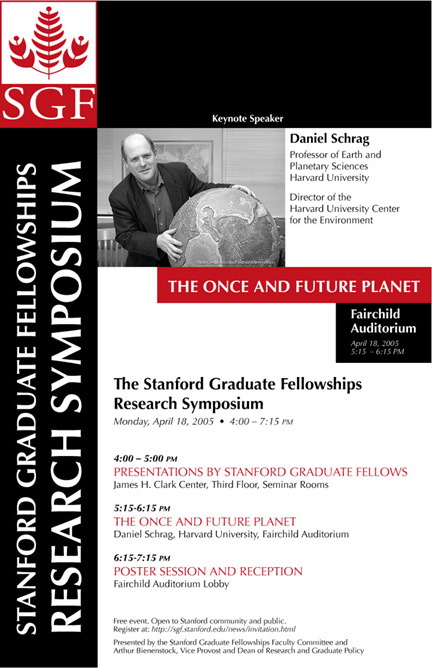 SGF
STANFORD GRADUATE FELLOWSHIPS
RESEARCH SYMPOSIUM
Keynote Speaker
Daniel Schrag
Professor of Earth and
Planetary Sciences
Harvard University
Director of the
Harvard University Center
for the Environment
THE ONCE AND FUTURE PLANET
Fairchild
Auditorium
April 18, 2005
5:15 – 6:15 PM
The Stanford Graduate Fellowships
Research Symposium
Monday, April 18, 2005 • 4:00 – 7:15 PM
4:00 – 5:00 PM
PRESENTATIONS BY STANFORD GRADUATE FELLOWS
James H. Clark Center, Third Floor, Seminar Rooms
5:15-6:15 PM
THE ONCE AND FUTURE PLANET
Daniel Schrag, Harvard University, Fairchild Auditorium
6:15-7:15 PM
POSTER SESSION AND RECEPTION
Fairchild Auditorium Lobby
Free event. Open to Stanford community and public.
Register at: http://sgf.stanford.edu/news/invitation.html
Presented by the Stanford Graduate Fellowships Faculty Committee and
Arthur Bienenstock, Vice Provost and Dean of Research and Graduate Policy